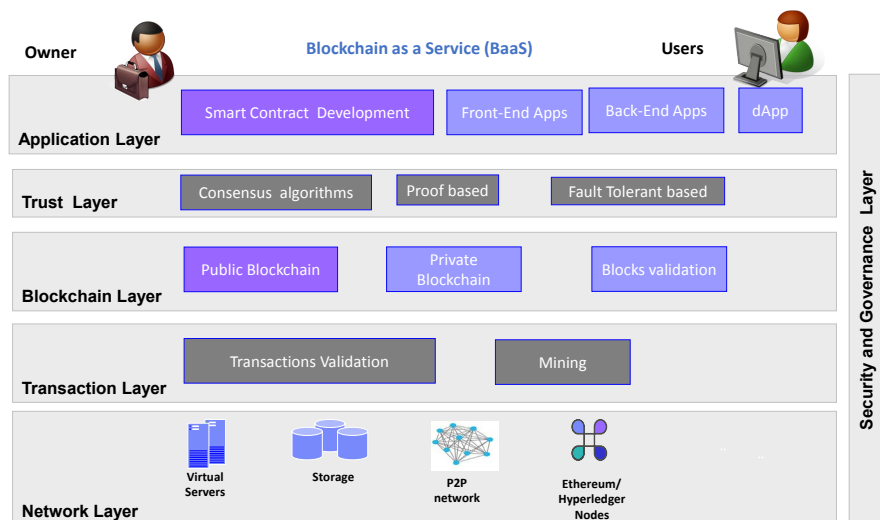 Owner
Blockchain as a Service (BaaS)
Users
Smart Contract Development
Front-End Apps
Back-End Apps
dApp
Application Layer
Consensus algorithms
Proof based
Fault Tolerant based
Trust Layer
Public Blockchain
Private
Blockchain
Blocks validation
Blockchain Layer
Transactions Validation
Mining
Transaction Layer
Virtual
Servers
Storage
P2P
network
Ethereum/
Hyperledger
Nodes
Network Layer
Security and Governance Layer